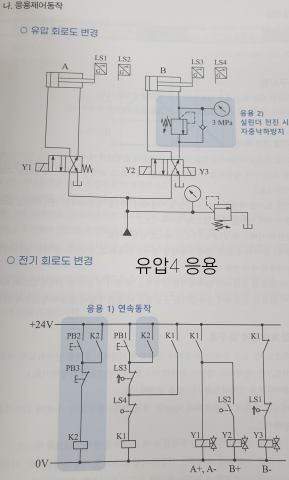 나. 응용제어동작
○ 유압 회로도 변경
LS1 LS2 LS3 LS4
A B
응용 2)
3 MPa 실린더 전진 시
자중낙하방지
Y1 Y2 Y3
○ 전기 회로도 변경
유압4 응용
응용 1) 연속동작
+24V
PB2 K2 PB1 K2 K1 K1 K1
PB3 LS3
LS4 LS2 LS1
K2 K1 Y1 Y2 Y3
0V
A+, A- B+ B-